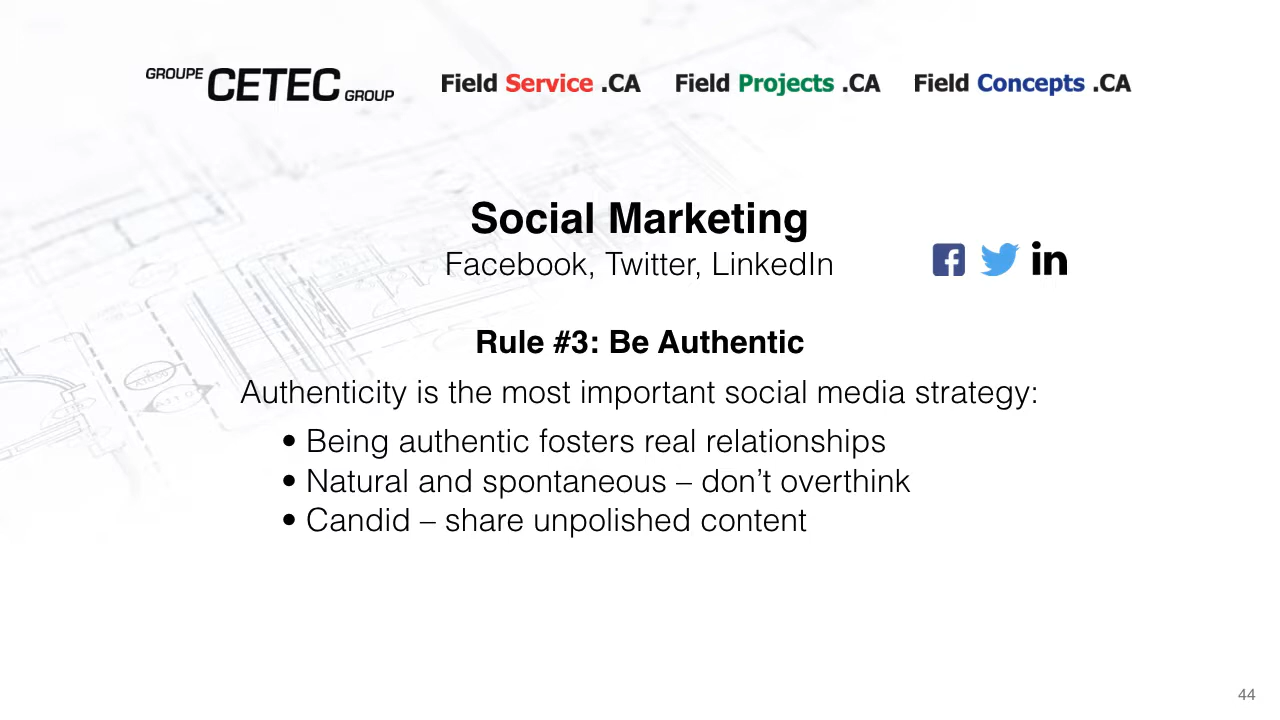 GROUPE CETEC GROUP Field Service .CA Field Projects .CA Field Concepts .CA
Social Marketing
Facebook, Twitter, LinkedIn
in
Rule #3: Be Authentic
Authenticity is the most important social media strategy:
• Being authentic fosters real relationships
• Natural and spontaneous – don’t overthink
• Candid – share unpolished content
44